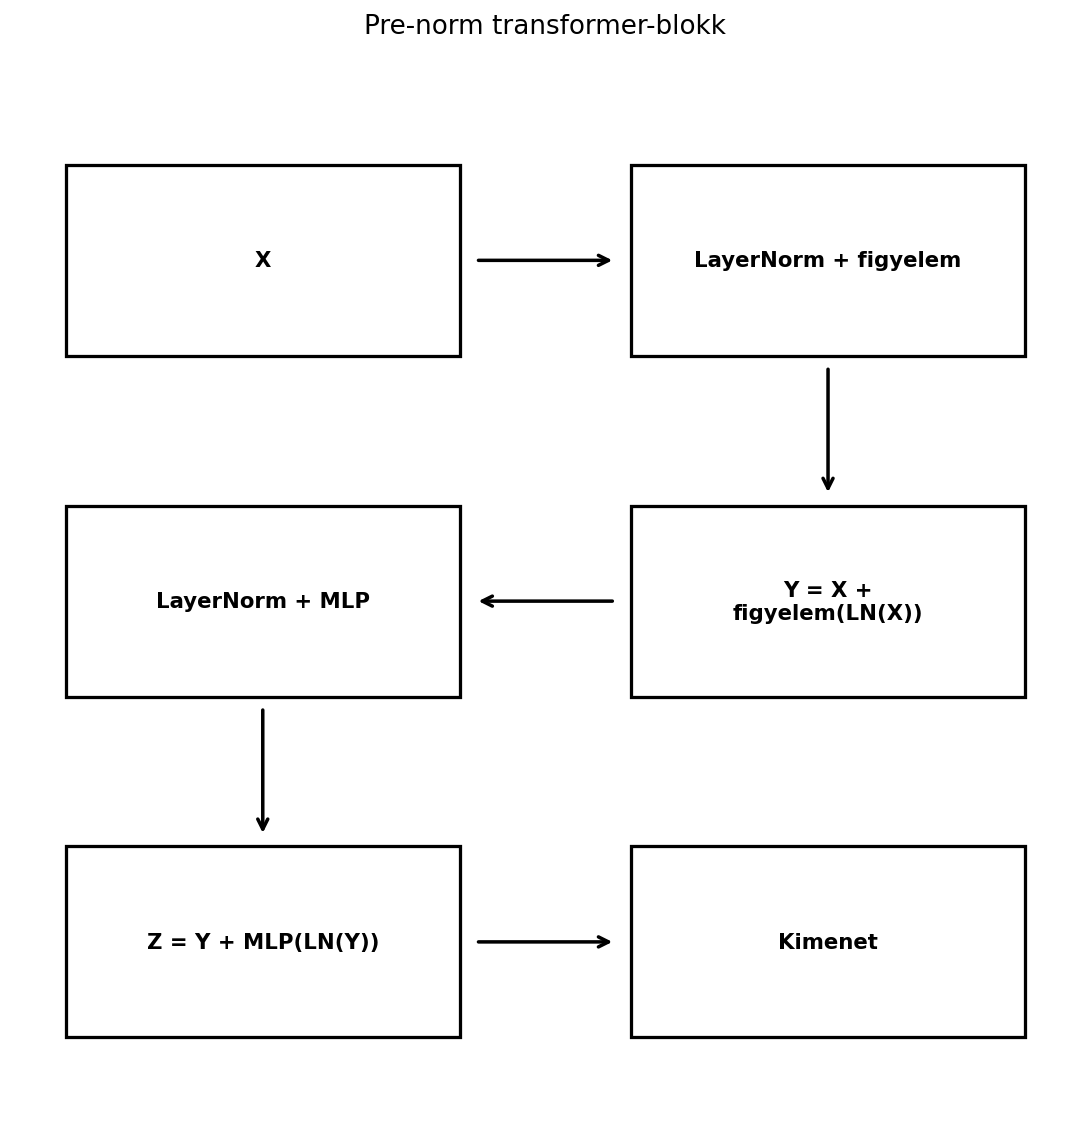 Pre-norm transformer-blokk
X
LayerNorm + figyelem
Y = X +
figyelem(LN(X))
LayerNorm + MLP
Z = Y + MLP(LN(Y))
Kimenet